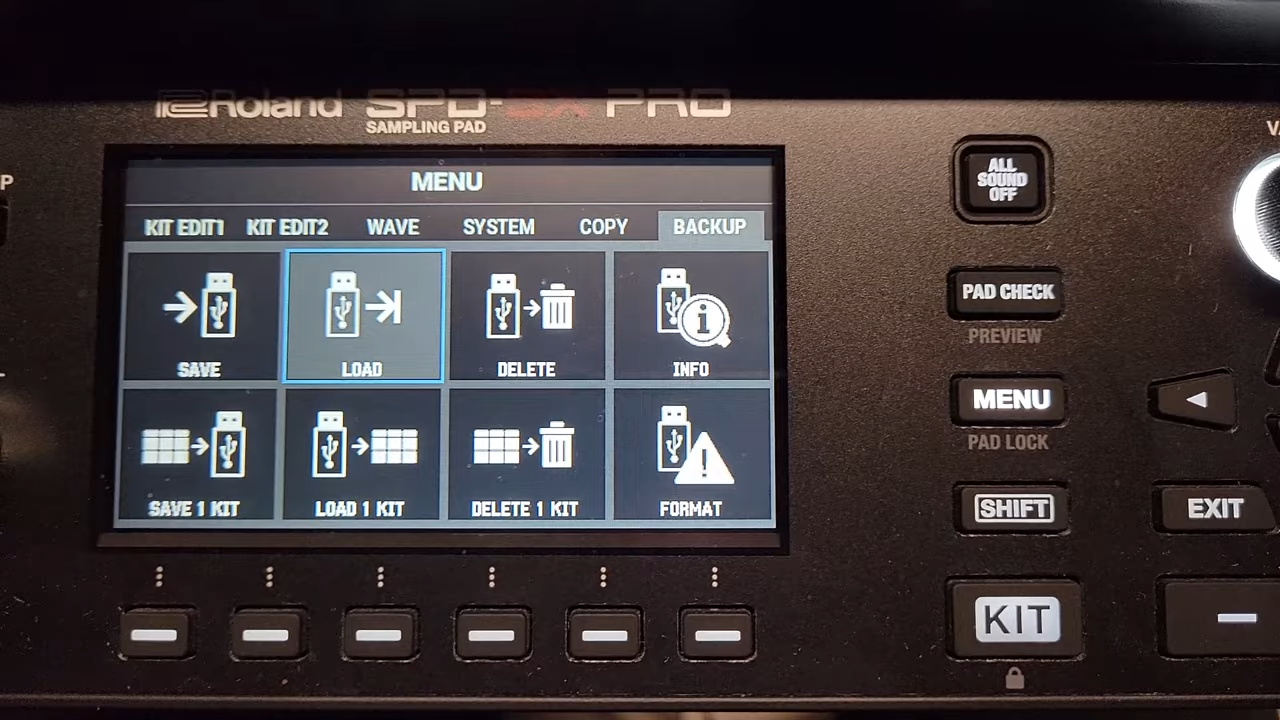 Roland SPD-SX PRO
SAMPLING PAD
MENU
KIT EDIT1 KIT EDIT2 WAVE SYSTEM COPY BACKUP
SAVE LOAD DELETE INFO
SAVE 1 KIT LOAD 1 KIT DELETE 1 KIT FORMAT
ALL
SOUND
OFF
PAD CHECK
PREVIEW
MENU
PAD LOCK
SHIFT
EXIT
KIT